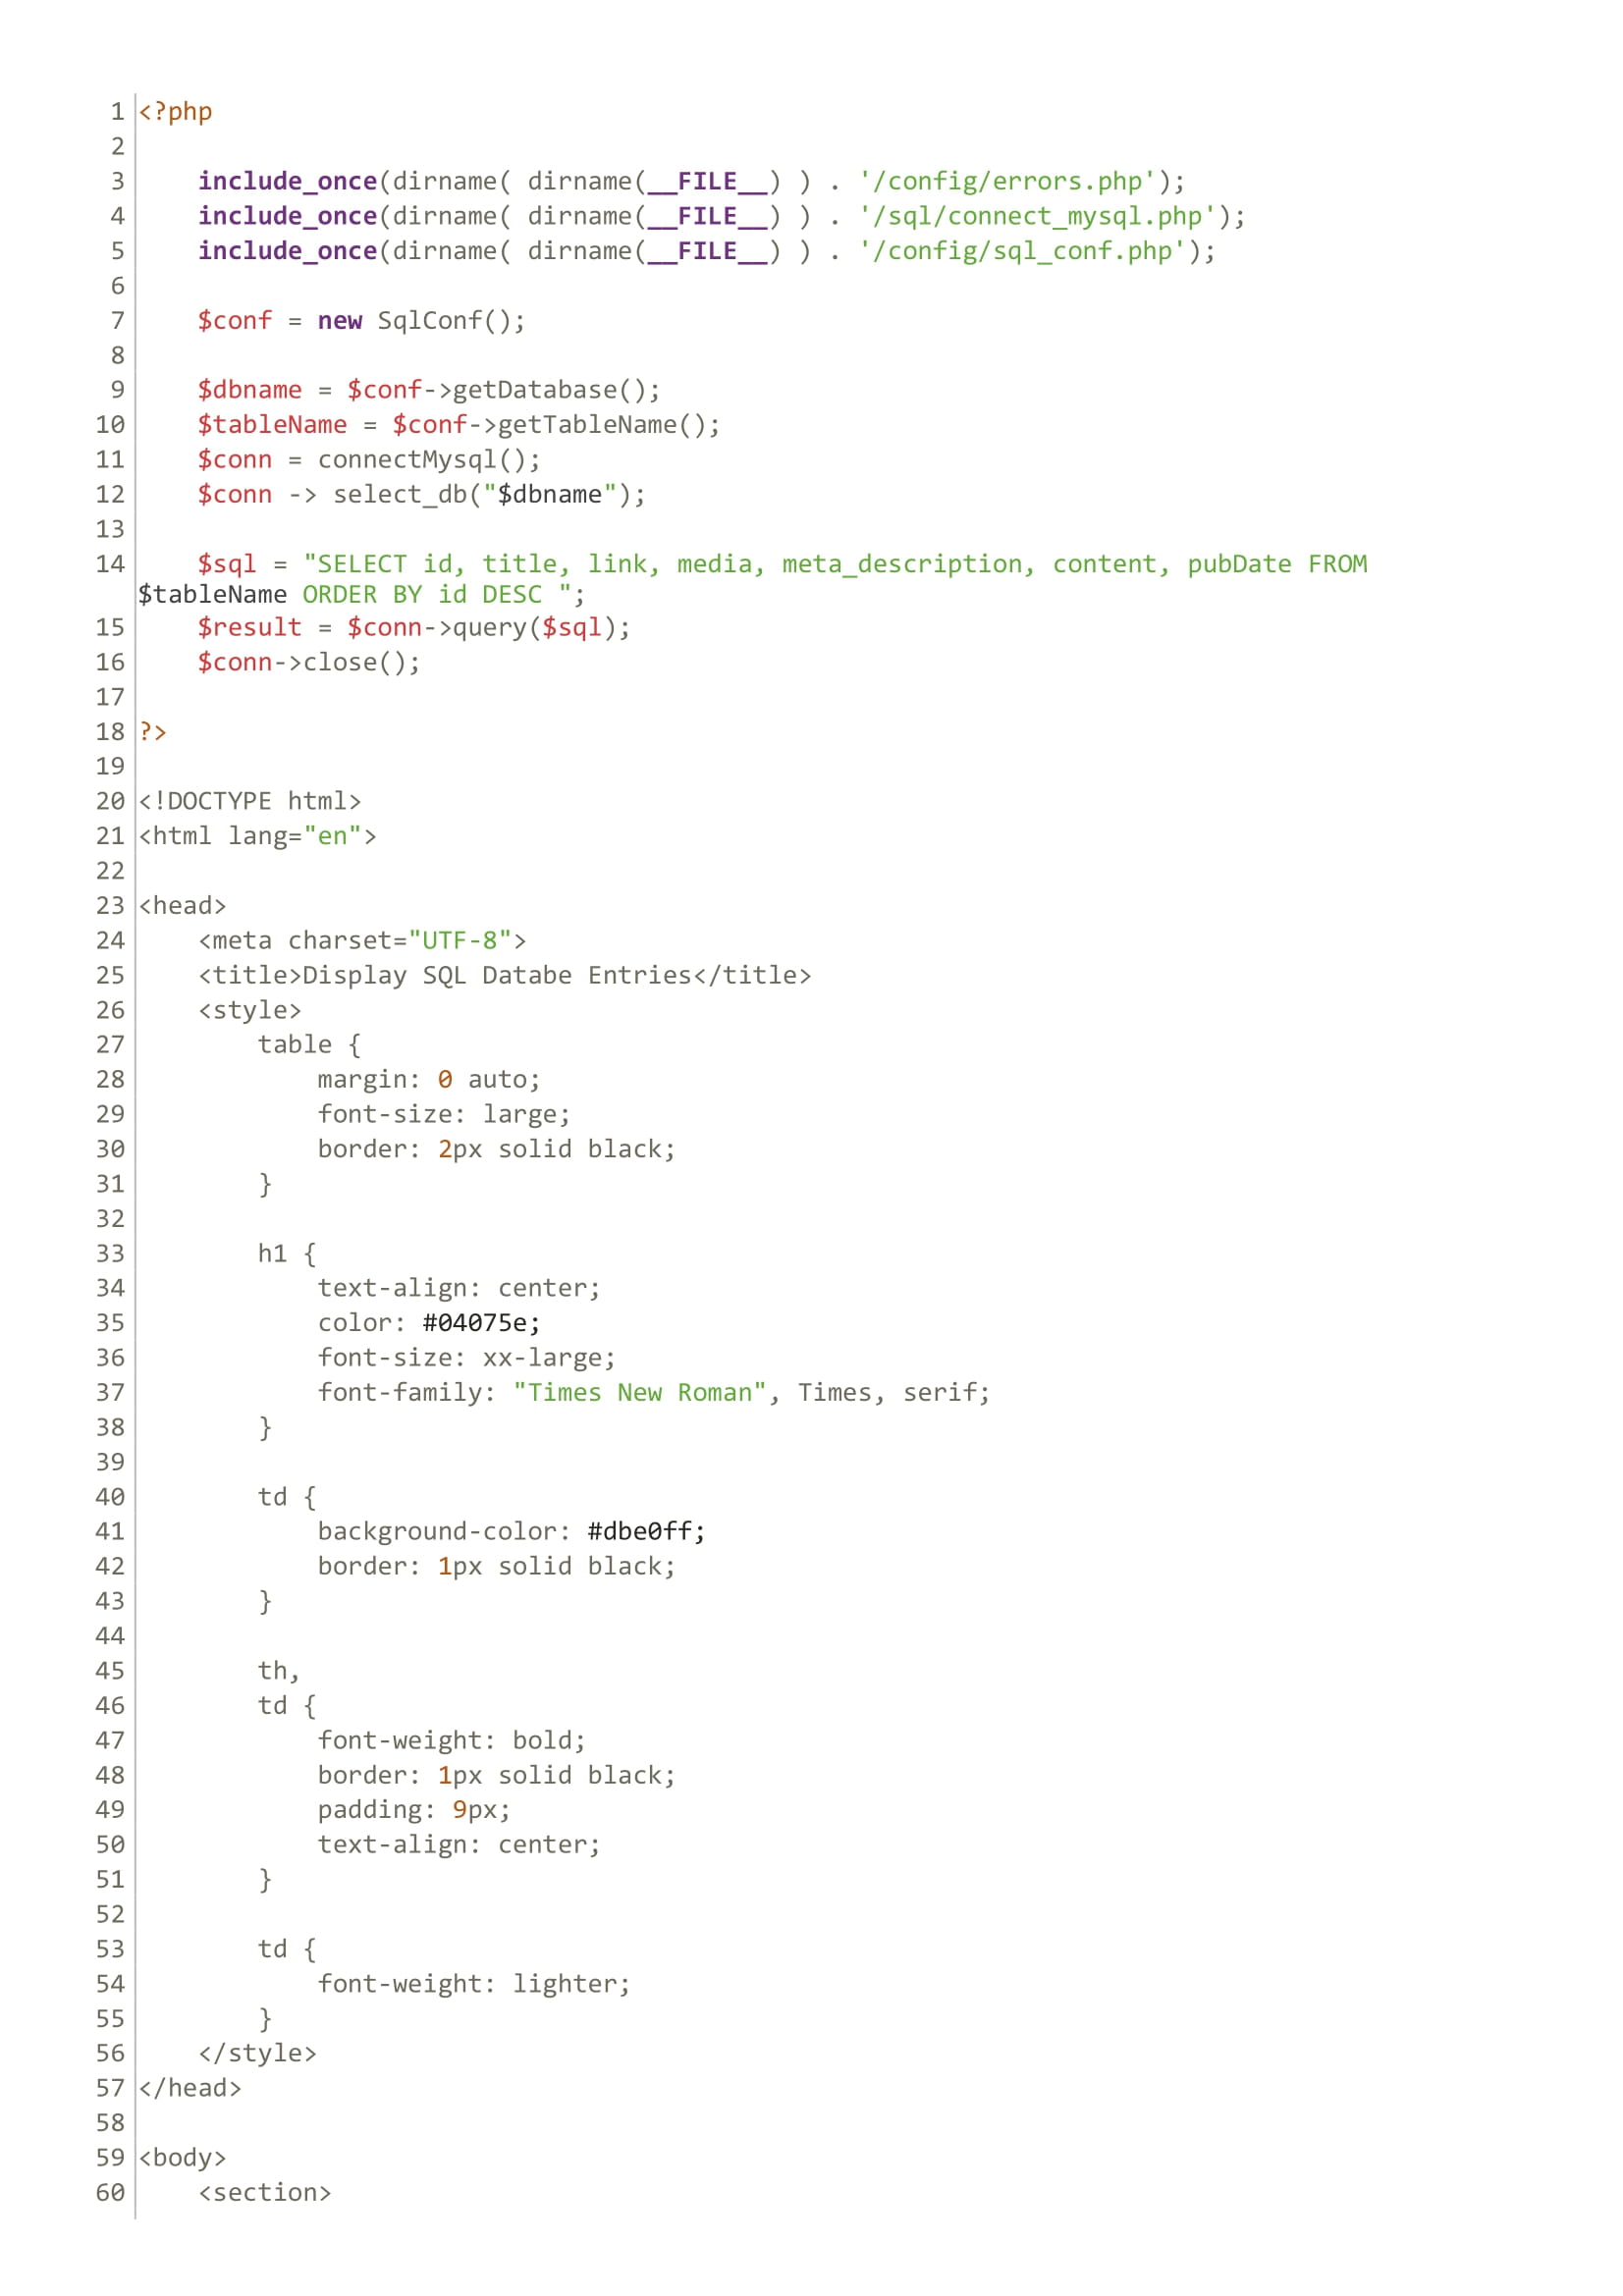 1 <?php
2
3     include_once(dirname( dirname(__FILE__) ) . '/config/errors.php');
4     include_once(dirname( dirname(__FILE__) ) . '/sql/connect_mysql.php');
5     include_once(dirname( dirname(__FILE__) ) . '/config/sql_conf.php');
6
7     $conf = new SqlConf();
8
9     $dbname = $conf->getDatabase();
10     $tableName = $conf->getTableName();
11     $conn = connectMysql();
12     $conn -> select_db("$dbname");
13
14     $sql = "SELECT id, title, link, media, meta_description, content, pubDate FROM
$tableName ORDER BY id DESC ";
15     $result = $conn->query($sql);
16     $conn->close();
17
18 ?>
19
20 <!DOCTYPE html>
21 <html lang="en">
22
23 <head>
24     <meta charset="UTF-8">
25     <title>Display SQL Databe Entries</title>
26     <style>
27         table {
28             margin: 0 auto;
29             font-size: large;
30             border: 2px solid black;
31         }
32
33         h1 {
34             text-align: center;
35             color: #04075e;
36             font-size: xx-large;
37             font-family: "Times New Roman", Times, serif;
38         }
39
40         td {
41             background-color: #dbe0ff;
42             border: 1px solid black;
43         }
44
45         th,
46         td {
47             font-weight: bold;
48             border: 1px solid black;
49             padding: 9px;
50             text-align: center;
51         }
52
53         td {
54             font-weight: lighter;
55         }
56     </style>
57 </head>
58
59 <body>
60     <section>